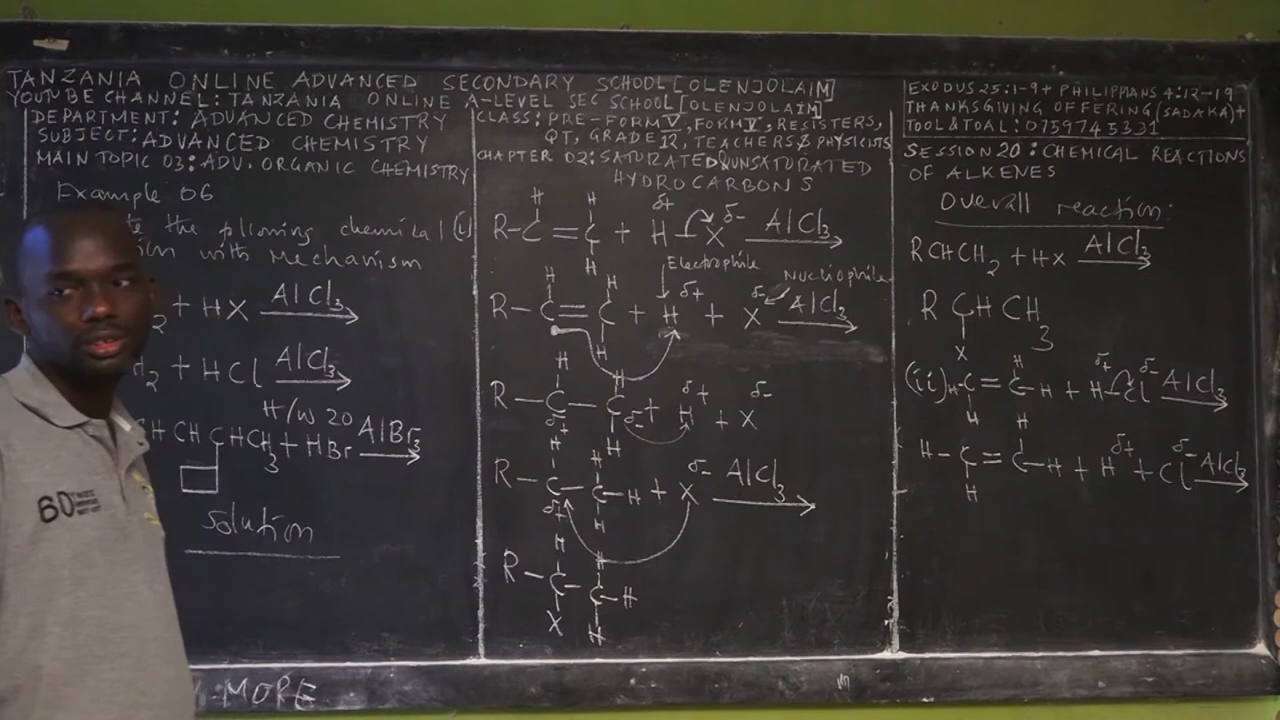 TANZANIA ONLINE ADVANCED SECONDARY SCHOOL [OLENJOLAIM]
YOUTUBE CHANNEL: TANZANIA ONLINE A-LEVEL SEC SCHOOL [OLENJOLAIM]
DEPARTMENT: ADVANCED CHEMISTRY
SUBJECT: ADVANCED CHEMISTRY
MAIN TOPIC 03: ADV. ORGANIC CHEMISTRY
Example 06
the following chemical
with Mechanism
2 + HX AlCl3
H2 + HCl AlCl3
H/W 20
CH CHCH3 + HBr AlBr3
Solution
MORE
60
CLASS: PRE-FORM V, FORM V, RESISTERS,
QT, GRADE 12, TEACHERS & PHYSICISTS
CHAPTER 02: SATURATED & UNSATURATED
HYDROCARBONS
(i)
H H δ+ δ-
R-C=C + H-X AlCl3
H
Electrophile
Nucliophile
H H δ+ δ-
R-C=C + H + X AlCl3
H
H H δ+ δ-
R-C-C + H + X
δ+ δ- H
H H δ-
R-C-C-H + X AlCl3
δ+ H
H H
R-C-C-H
X H
EXODUS 25:1-9+ PHILIPPIANS 4:12-19
THANKSGIVING OFFERING (SADAKA)+
TOOL & TOAL: 0759745331
SESSION 20: CHEMICAL REACTIONS
OF ALKENES
Overall reaction:
RCHCH2 + HX AlCl3
R CH CH3
X
H δ+ δ-
(ii) H-C=C-H + H-Cl AlCl3
H
H δ+ δ-
H-C=C-H + H + Cl AlCl3
H